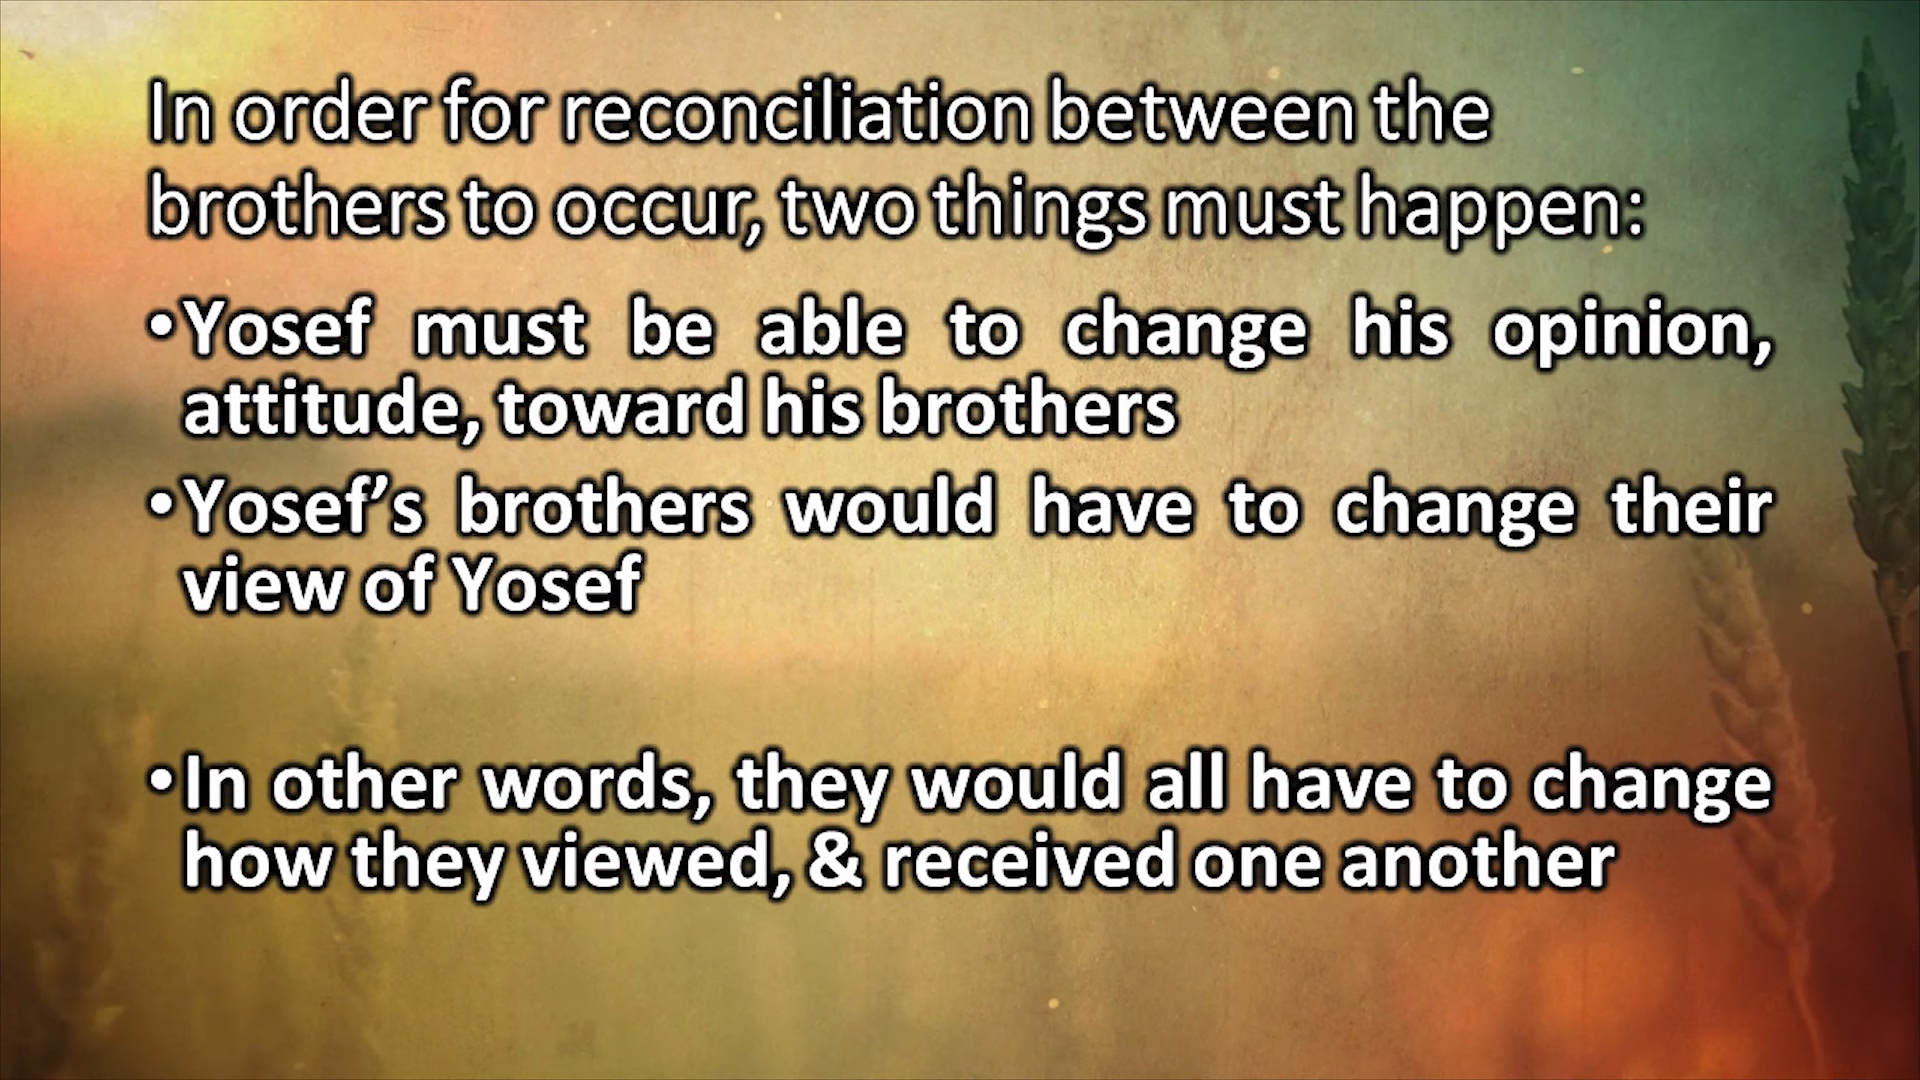 In order for reconciliation between the
brothers to occur, two things must happen:
•Yosef must be able to change his opinion,
attitude, toward his brothers
•Yosef’s brothers would have to change their
view of Yosef
•In other words, they would all have to change
how they viewed, & received one another